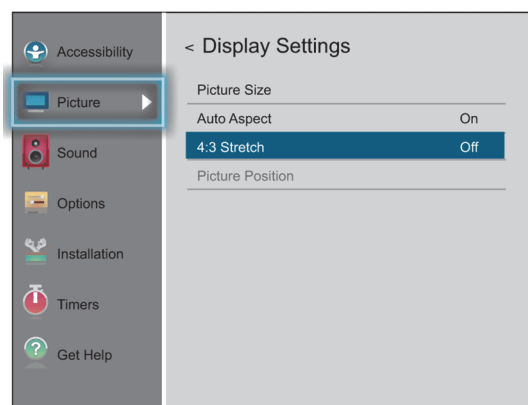 Accessibility
Picture
Sound
Options
Installation
Timers
Get Help
< Display Settings
Picture Size
Auto Aspect On
4:3 Stretch Off
Picture Position